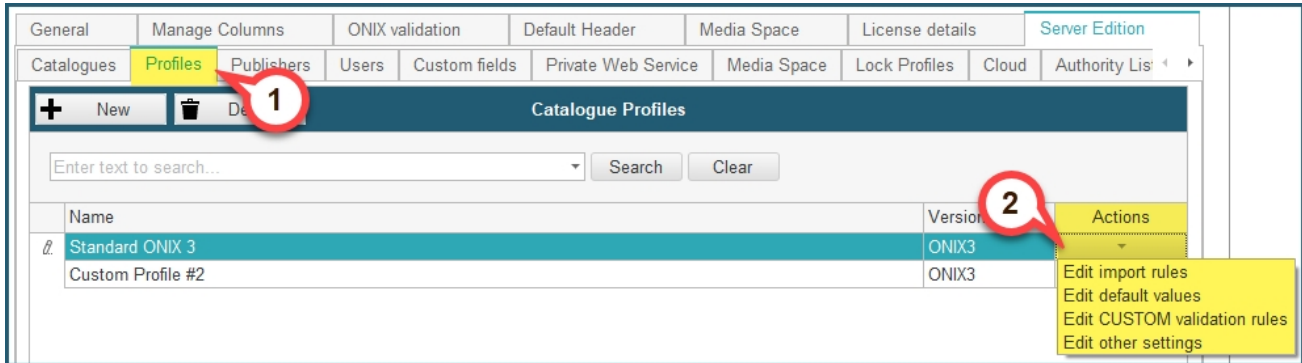 General Manage Columns ONIX validation Default Header Media Space License details Server Edition
Catalogues Profiles Publishers Users Custom fields Private Web Service Media Space Lock Profiles Cloud Authority Lis
New De Catalogue Profiles
1
Enter text to search... Search Clear
2
Name Version Actions
Standard ONIX 3 ONIX3
Custom Profile #2 ONIX3
Edit import rules
Edit default values
Edit CUSTOM validation rules
Edit other settings